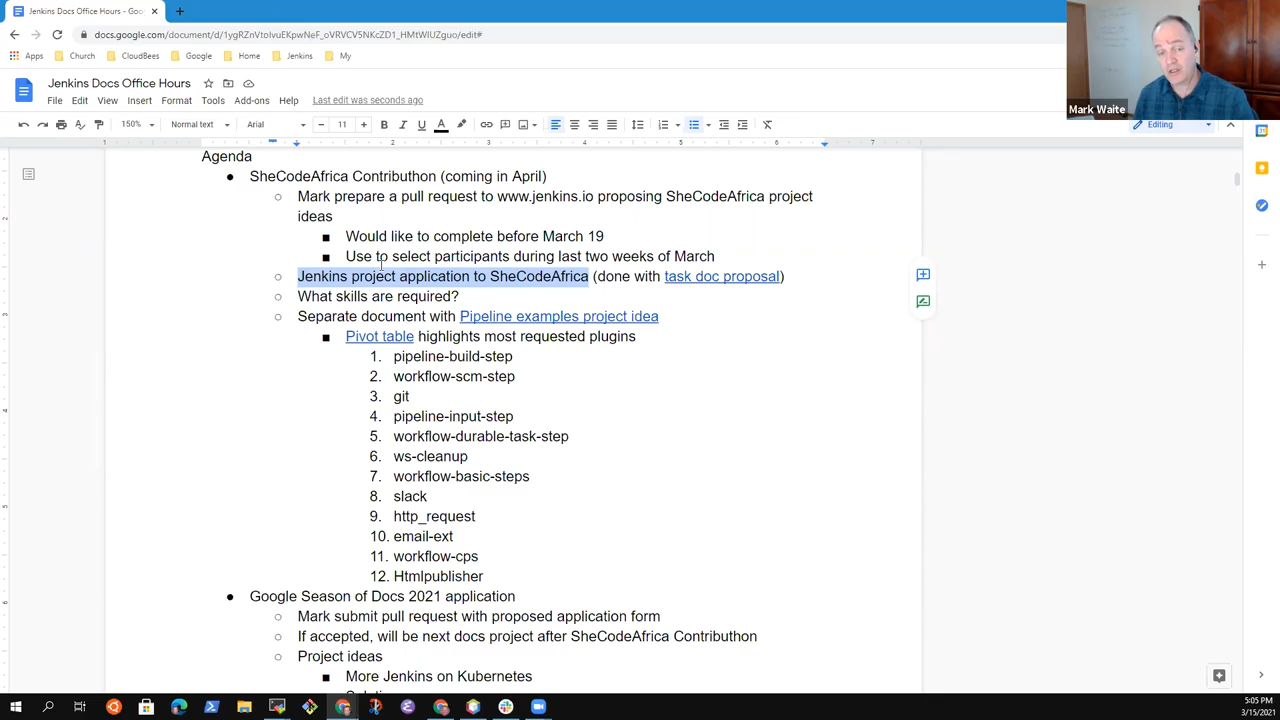 Jenkins Docs Office Hours - Goo
docs.google.com/document/d/1ygRZnVtoIvuEKpwNeF_oVRVCV5NKcZD1_HMtWIUZguo/edit#
Apps Church CloudBees Google Home Jenkins My
Jenkins Docs Office Hours
File Edit View Insert Format Tools Add-ons Help Last edit was seconds ago
Mark Waite
150% Normal text Arial 11 Editing
1 1 2 3 4 5 6 7
Agenda
● SheCodeAfrica Contributhon (coming in April)
○ Mark prepare a pull request to www.jenkins.io proposing SheCodeAfrica project
ideas
■ Would like to complete before March 19
■ Use to select participants during last two weeks of March
○ Jenkins project application to SheCodeAfrica (done with task doc proposal)
○ What skills are required?
○ Separate document with Pipeline examples project idea
■ Pivot table highlights most requested plugins
1. pipeline-build-step
2. workflow-scm-step
3. git
4. pipeline-input-step
5. workflow-durable-task-step
6. ws-cleanup
7. workflow-basic-steps
8. slack
9. http_request
10. email-ext
11. workflow-cps
12. Htmlpublisher
● Google Season of Docs 2021 application
○ Mark submit pull request with proposed application form
○ If accepted, will be next docs project after SheCodeAfrica Contributhon
○ Project ideas
■ More Jenkins on Kubernetes
5:05 PM
3/15/2021